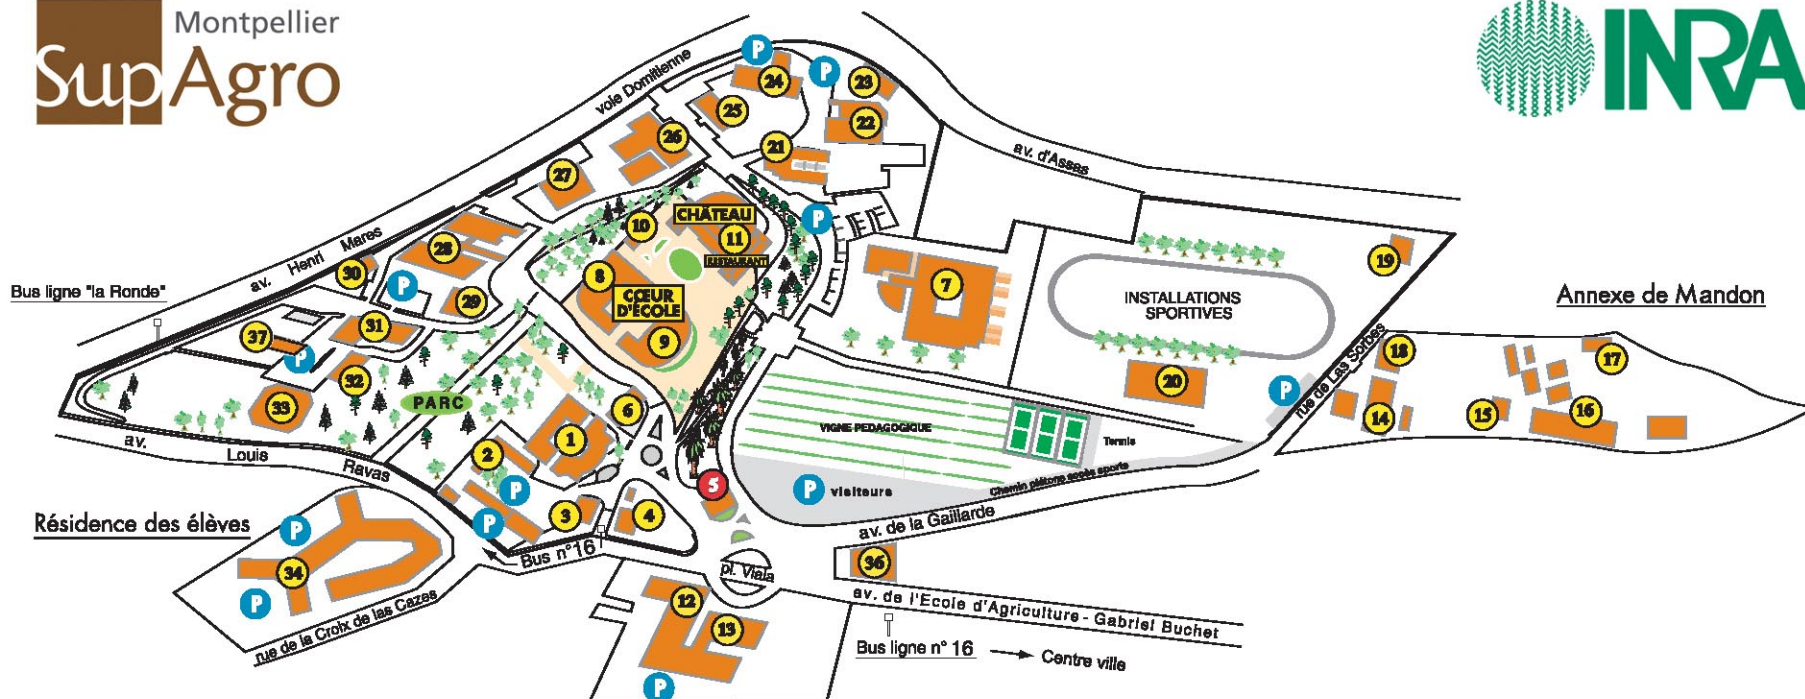 Montpellier
SupAgro
INRA
voie Domitienne
av. Henri Mares
av. d'Assas
Bus ligne "la Ronde"
P
24
P
23
25
22
26
21
27
10
CHÂTEAU
11
RESTAURANT
P
28
30
P
29
8
CŒUR
D'ÉCOLE
9
7
INSTALLATIONS
SPORTIVES
19
Annexe de Mandon
37
P
31
32
33
PARC
6
1
2
P
P
3
4
5
20
P
rue de Las Sorbes
18
17
14
15
16
VIGNE PEDAGOGIQUE
Tennis
P visiteurs
Chemin piétons accès sports
av. de la Gaillarde
av. Louis Ravas
Résidence des élèves
P
34
P
rue de la Croix de las Cazes
Bus n°16
pl. Viala
36
12
13
P
av. de l'Ecole d'Agriculture - Gabriel Buchet
Bus ligne n° 16
Centre ville